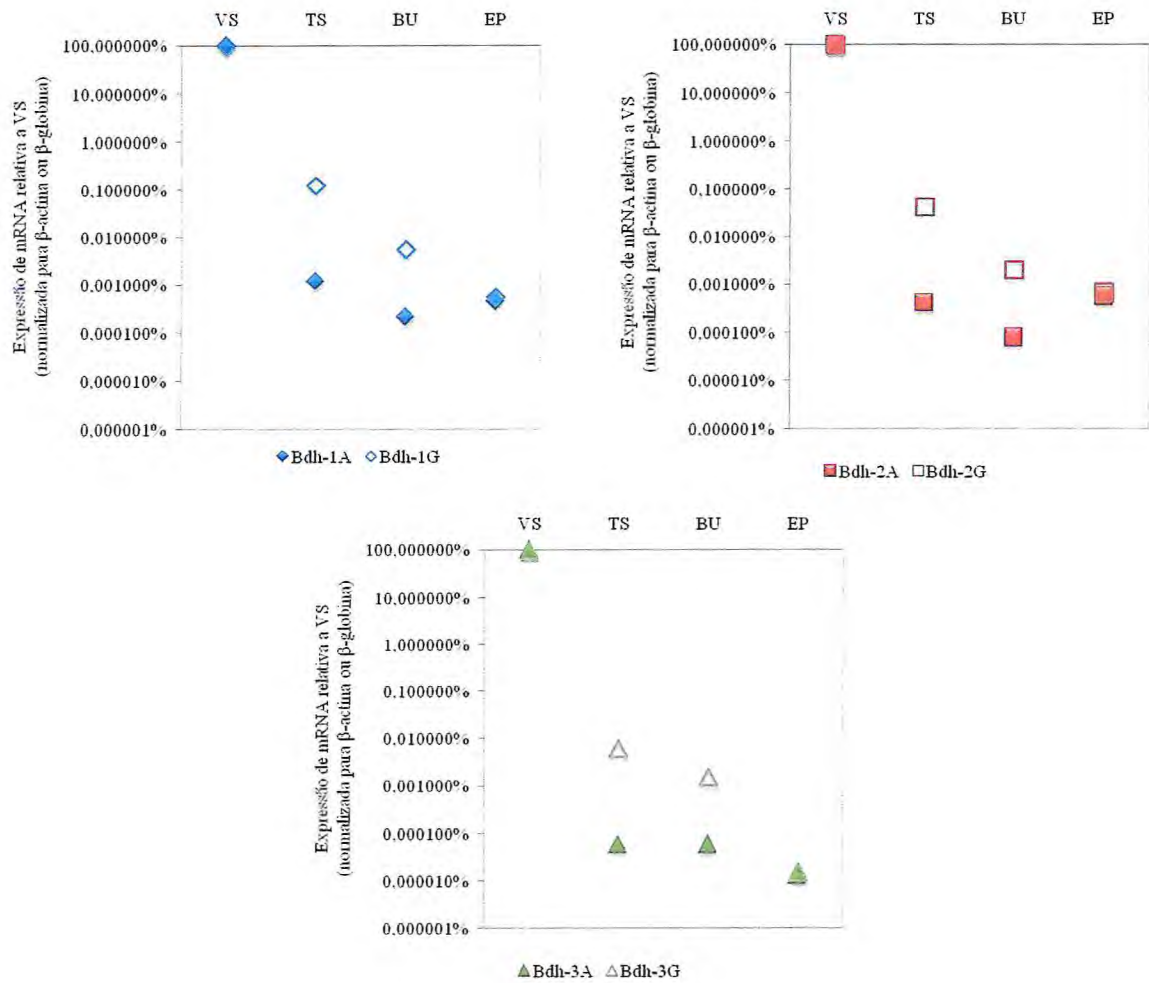 VS TS BU EP
100,000000%
10,000000%
1,000000%
0,100000%
0,010000%
0,001000%
0,000100%
0,000010%
0,000001%
Expressão de mRNA relativa a VS
(normalizada para β-actina ou β-globina)
Bdh-1A Bdh-1G
VS TS BU EP
100,000000%
10,000000%
1,000000%
0,100000%
0,010000%
0,001000%
0,000100%
0,000010%
0,000001%
Expressão de mRNA relativa a VS
(normalizada para β-actina ou β-globina)
Bdh-2A Bdh-2G
VS TS BU EP
100,000000%
10,000000%
1,000000%
0,100000%
0,010000%
0,001000%
0,000100%
0,000010%
0,000001%
Expressão de mRNA relativa a VS
(normalizada para β-actina ou β-globina)
Bdh-3A Bdh-3G